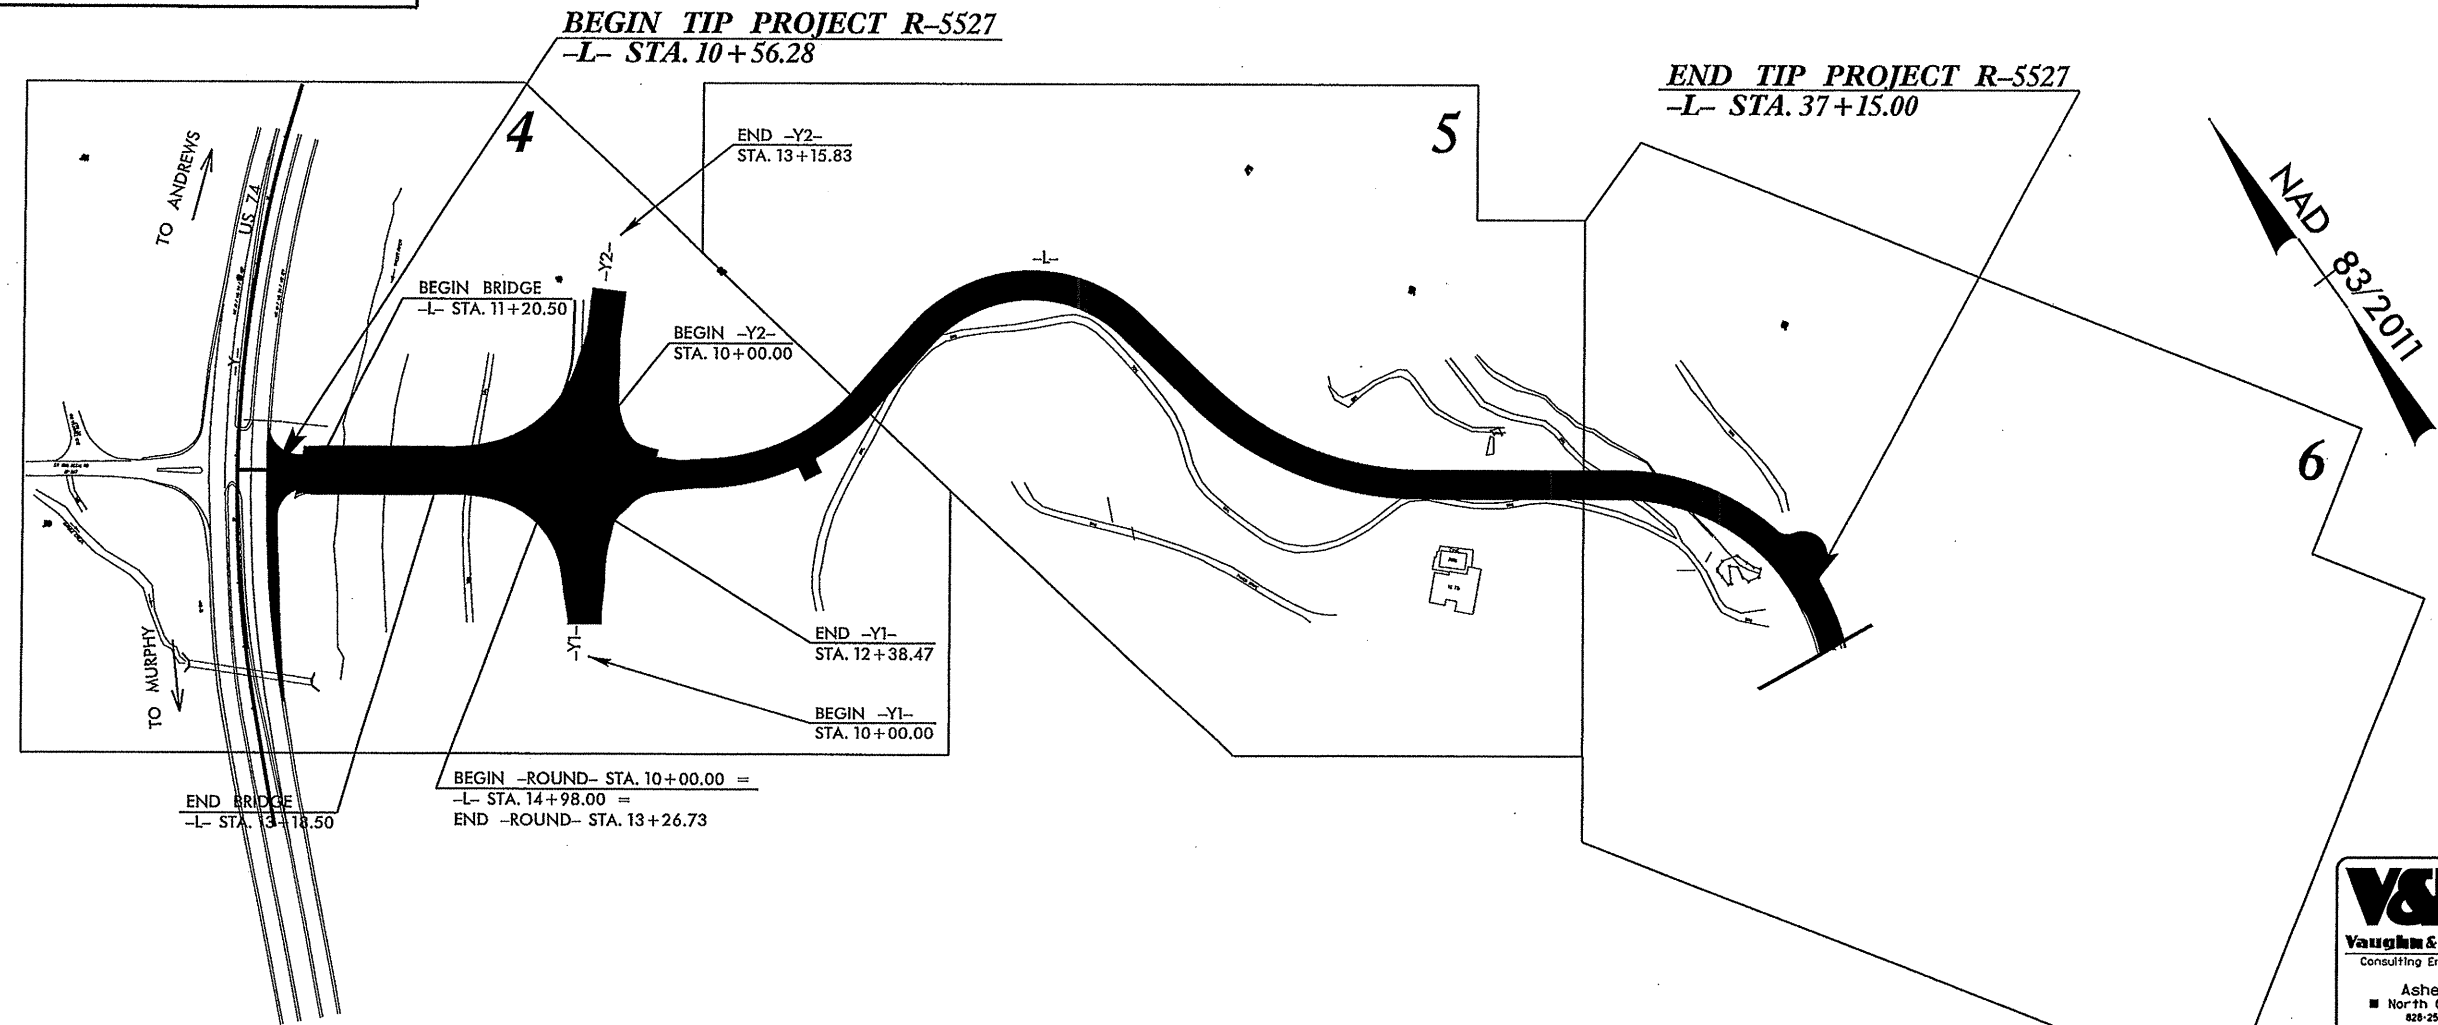 BEGIN TIP PROJECT R–5527
–L– STA. 10+56.28
END TIP PROJECT R–5527
–L– STA. 37+15.00
4
5
6
END –Y2–
STA. 13+15.83
TO ANDREWS
US 74
–Y2–
–L–
NAD 83/2011
BEGIN BRIDGE
–L– STA. 11+20.50
BEGIN –Y2–
STA. 10+00.00
–Y–
END –Y1–
STA. 12+38.47
–Y1–
TO MURPHY
BEGIN –Y1–
STA. 10+00.00
BEGIN –ROUND– STA. 10+00.00 =
–L– STA. 14+98.00 =
END –ROUND– STA. 13+26.73
END BRIDGE
–L– STA. 13+18.50
V&
Vaughn &
Consulting En
Ashe
North C
828-25